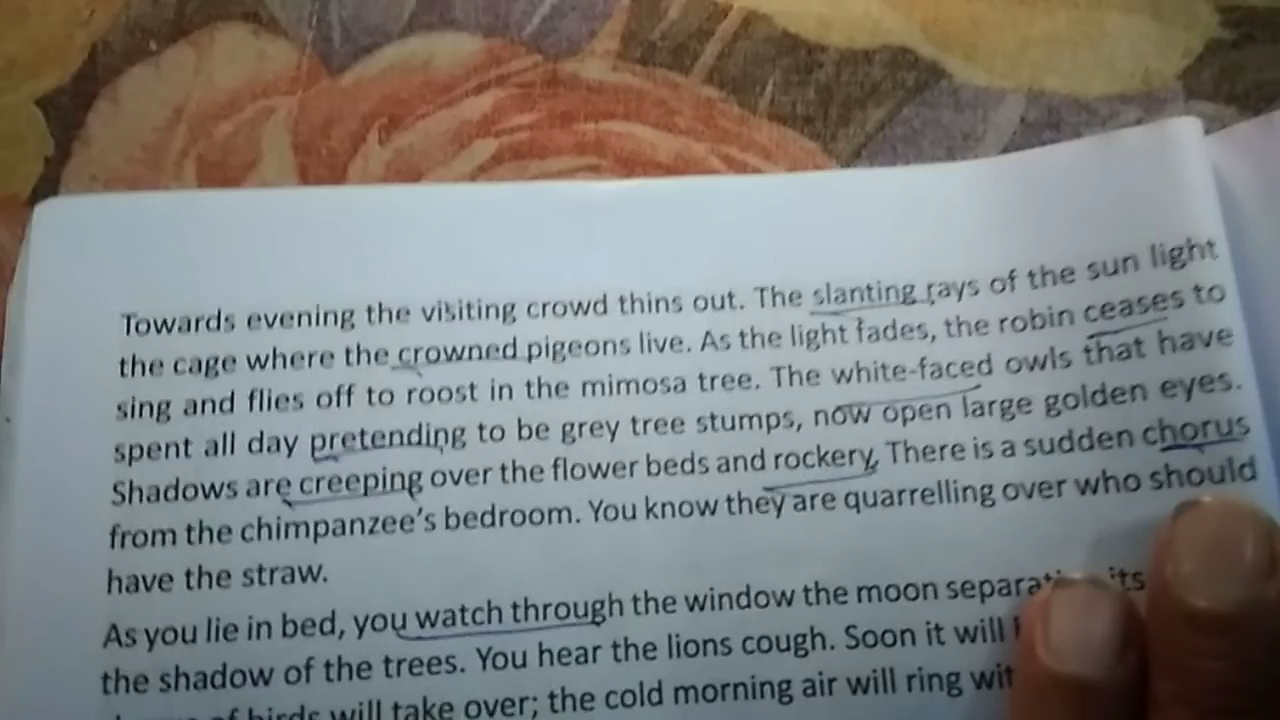 Towards evening the visiting crowd thins out. The slanting rays of the sun light
the cage where the crowned pigeons live. As the light fades, the robin ceases to
sing and flies off to roost in the mimosa tree. The white-faced owls that have
spent all day pretending to be grey tree stumps, now open large golden eyes.
Shadows are creeping over the flower beds and rockery, There is a sudden chorus
from the chimpanzee's bedroom. You know they are quarrelling over who should
have the straw.
As you lie in bed, you watch through the window the moon its
the shadow of the trees. You hear the lions cough. Soon it will
of birds will take over; the cold morning air will ring